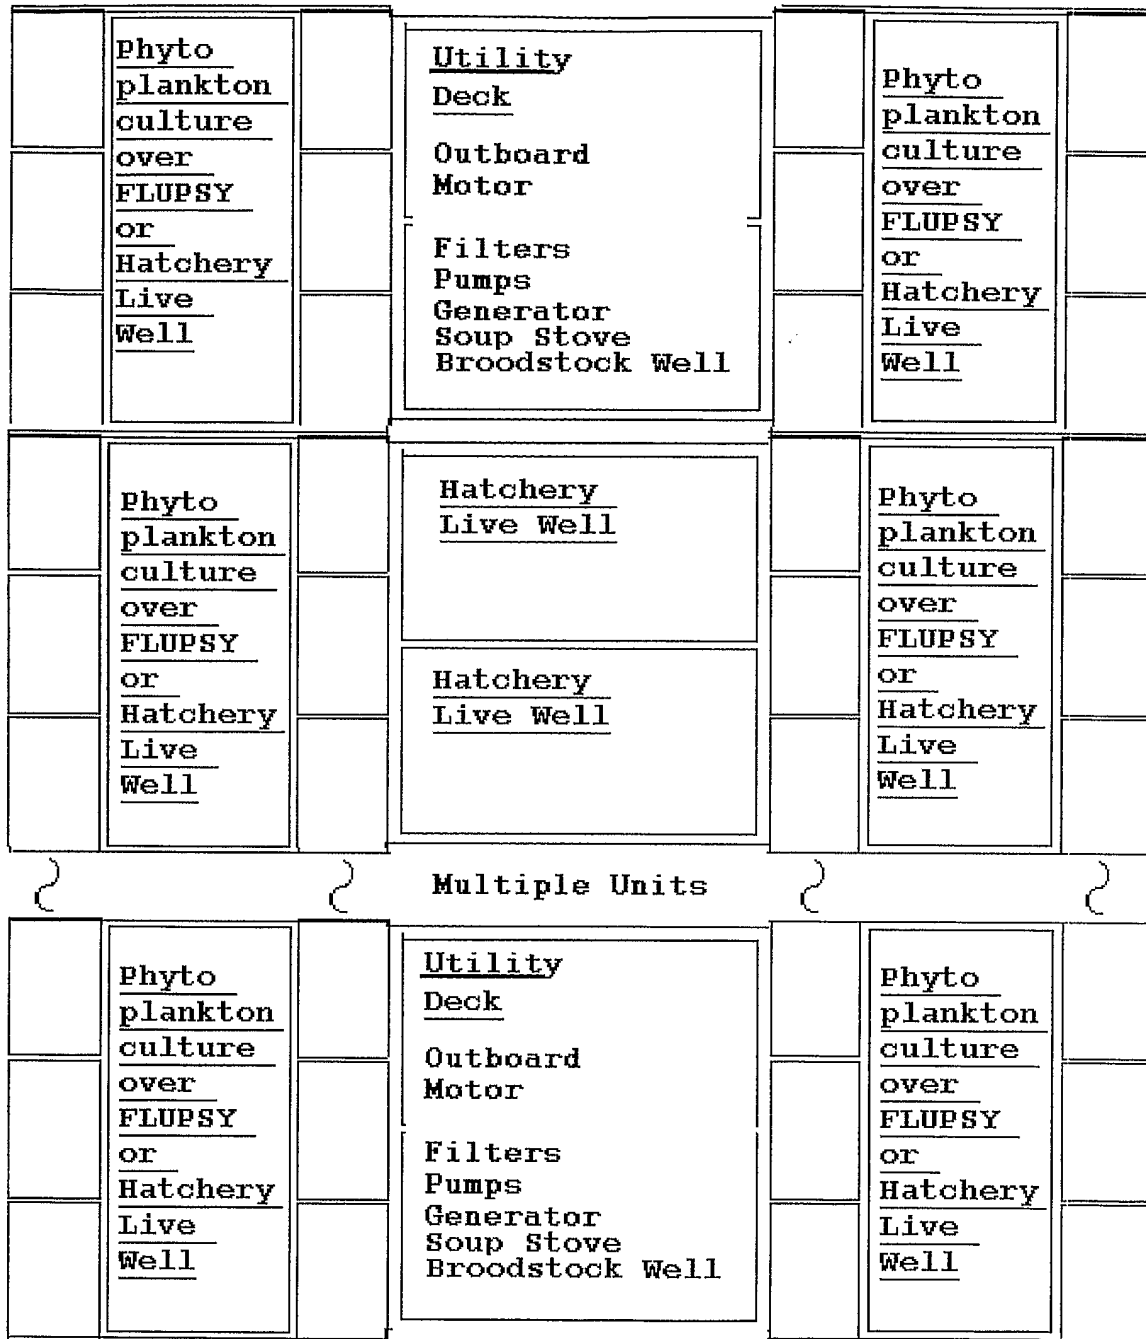 Phyto
plankton
culture
over
FLUPSY
or
Hatchery
Live
Well
Utility
Deck
Outboard
Motor
Filters
Pumps
Generator
Soup Stove
Broodstock Well
Phyto
plankton
culture
over
FLUPSY
or
Hatchery
Live
Well
Phyto
plankton
culture
over
FLUPSY
or
Hatchery
Live
Well
Hatchery
Live Well
Hatchery
Live Well
Phyto
plankton
culture
over
FLUPSY
or
Hatchery
Live
Well
Multiple Units
Phyto
plankton
culture
over
FLUPSY
or
Hatchery
Live
Well
Utility
Deck
Outboard
Motor
Filters
Pumps
Generator
Soup Stove
Broodstock Well
Phyto
plankton
culture
over
FLUPSY
or
Hatchery
Live
Well